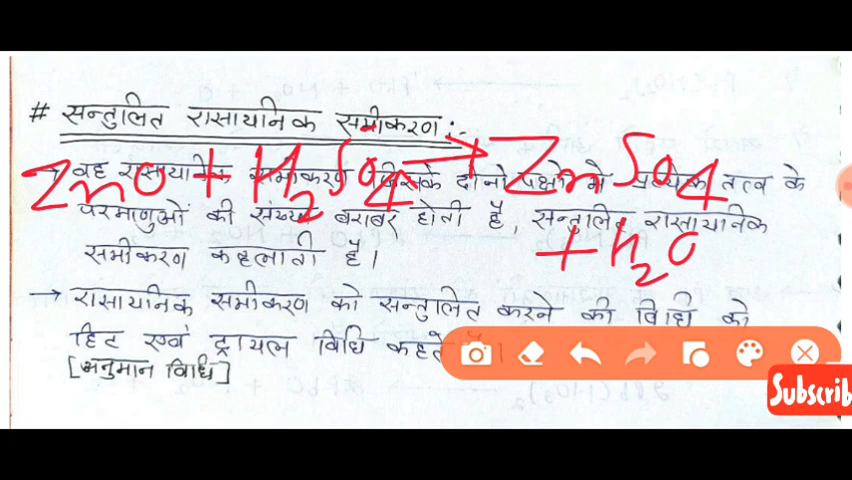 # सन्तुलित रासायनिक समीकरण :-
→ वह रासायनिक समीकरण जिसके दोनो पक्षो मे प्रत्येक तत्व के
ZnO + H₂SO₄ → ZnSO₄
परमाणुओं की संख्या बराबर होती है, सन्तुलित रासायनिक
+ H₂O
समीकरण कहलाती है।
→ रासायनिक समीकरण को सन्तुलित करने की विधि को
हिट एवं ट्रायल विधि कहते
[अनुमान विधि]
Subscrib